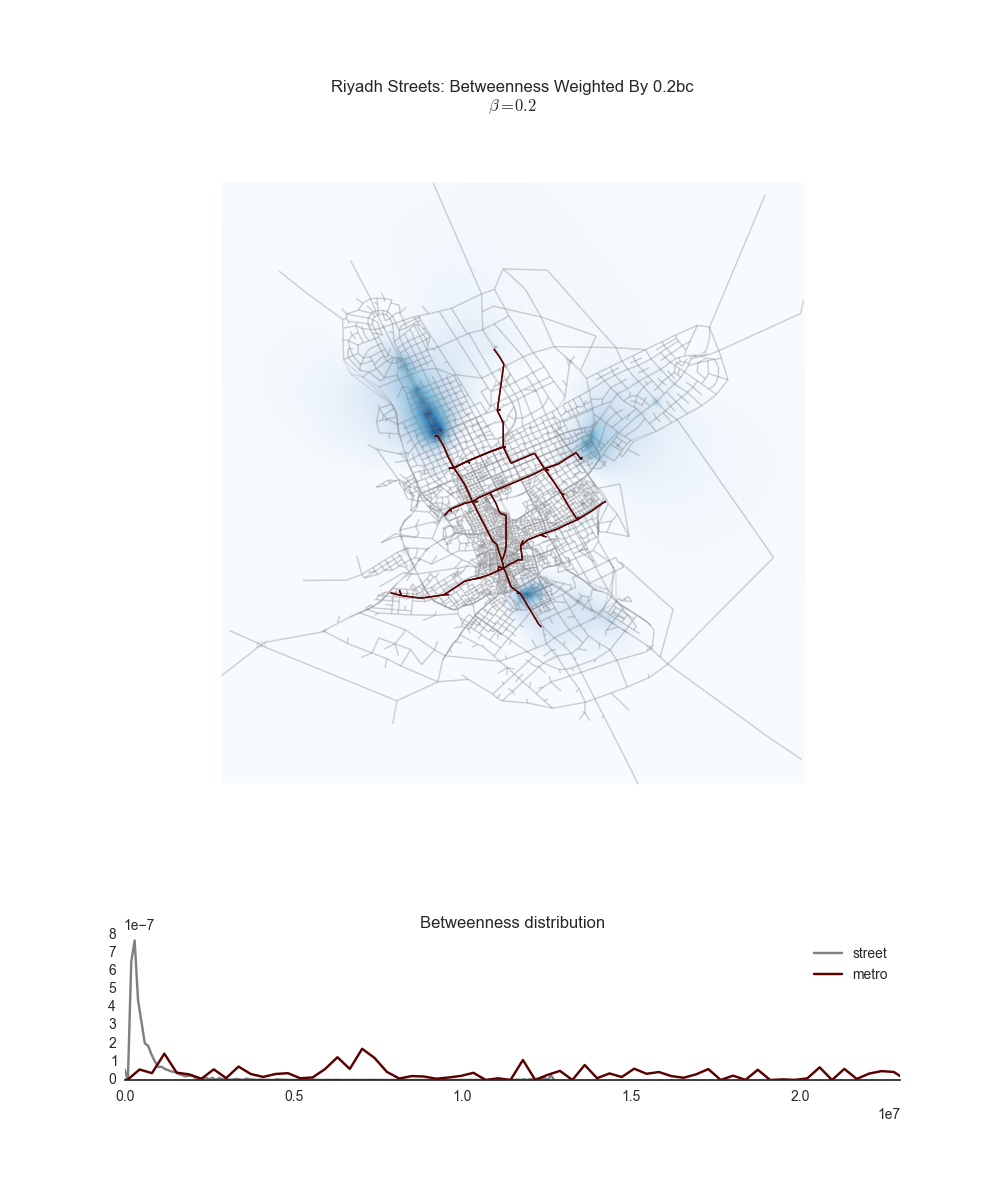 Riyadh Streets: Betweenness Weighted By 0.2bc
β=0.2
Betweenness distribution
1e−7
8
7
6
5
4
3
2
1
0
street
metro
0.0 0.5 1.0 1.5 2.0
1e7